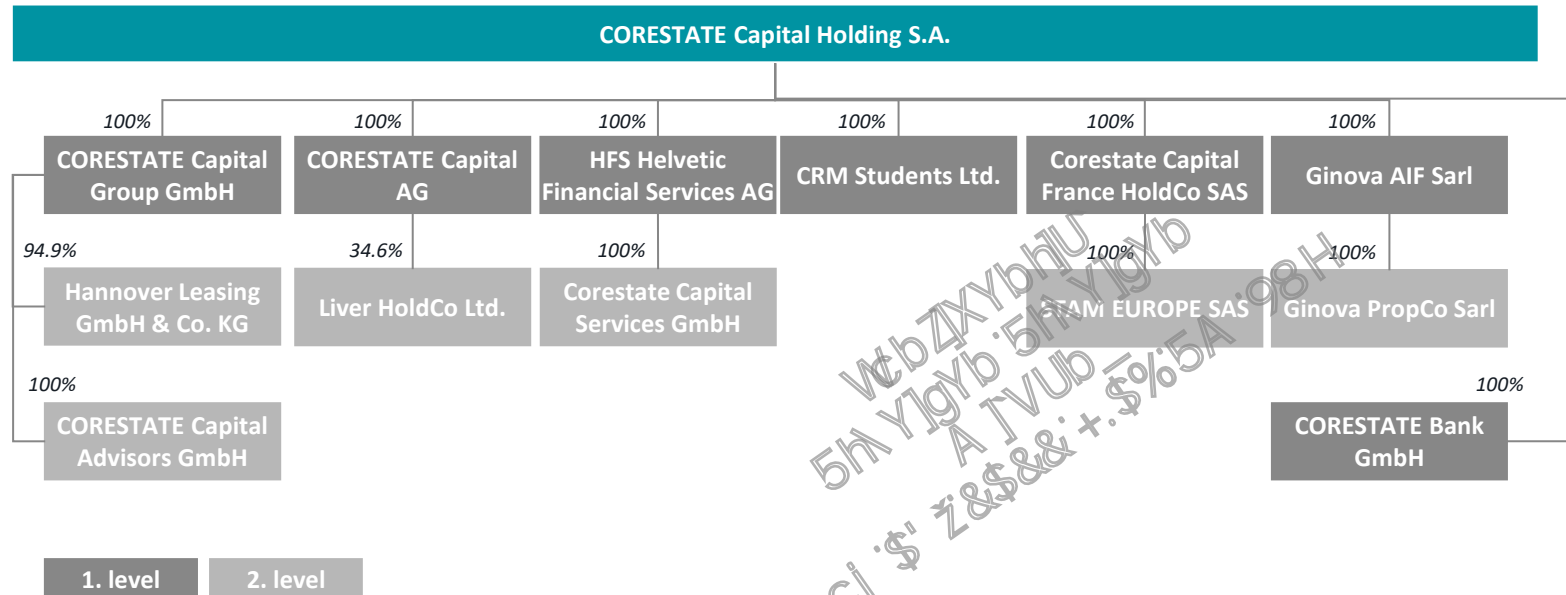 CORESTATE Capital Holding S.A.
100%
100%
100%
100%
100%
100%
CORESTATE Capital
Group GmbH
CORESTATE Capital
AG
HFS Helvetic
Financial Services AG
CRM Students Ltd.
Corestate Capital
France HoldCo SAS
Ginova AIF Sarl
94.9%
34.6%
100%
100%
100%
Hannover Leasing
GmbH & Co. KG
Liver HoldCo Ltd.
Corestate Capital
Services GmbH
STAM EUROPE SAS
Ginova PropCo Sarl
100%
100%
CORESTATE Capital
Advisors GmbH
CORESTATE Bank
GmbH
1. level
2. level